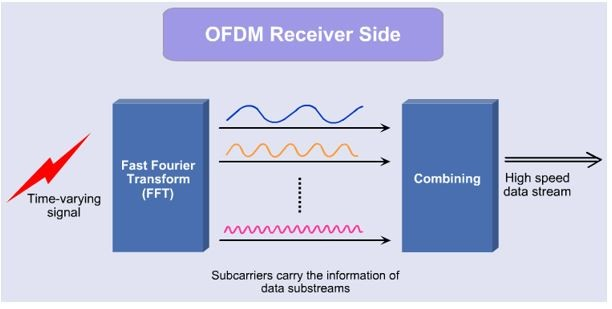 OFDM Receiver Side
Fast Fourier
Transform
(FFT)
Combining
Time-varying
signal
High speed
data stream
Subcarriers carry the information of
data substreams